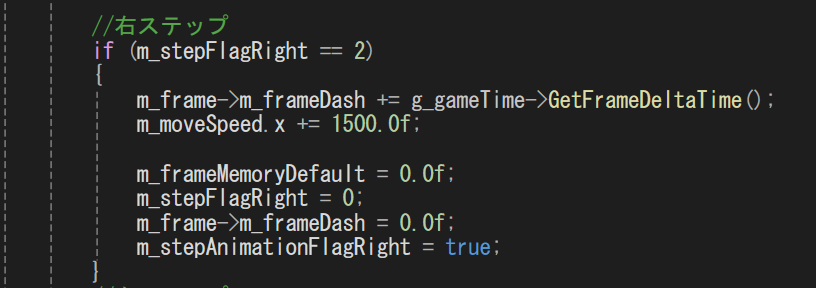 //右ステップ
if (m_stepFlagRight == 2)
{
m_frame->m_frameDash += g_gameTime->GetFrameDeltaTime();
m_moveSpeed.x += 1500.0f;
m_frameMemoryDefault = 0.0f;
m_stepFlagRight = 0;
m_frame->m_frameDash = 0.0f;
m_stepAnimationFlagRight = true;
}